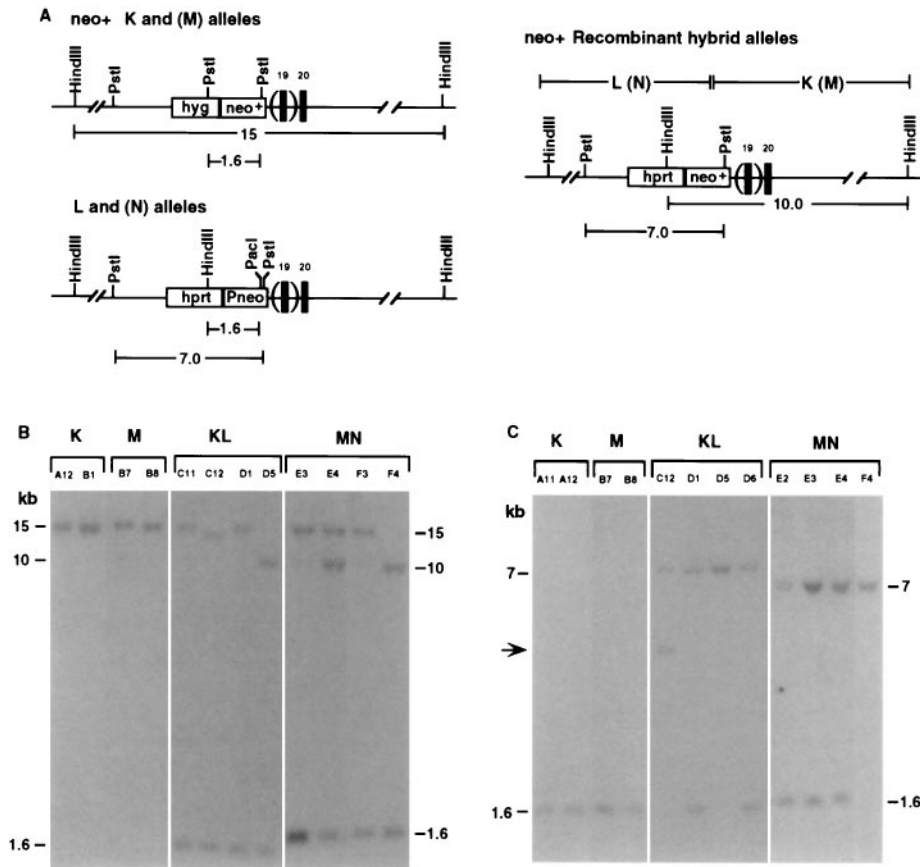 A
neo+ K and (M) alleles
HindIII
PstI
PstI
PstI
19
20
HindIII
hyg
neo+
15
1.6
L and (N) alleles
HindIII
PstI
HindIII
PacI
PstI
19
20
HindIII
hprt
Pneo
1.6
7.0
neo+ Recombinant hybrid alleles
L (N)
K (M)
HindIII
PstI
HindIII
PstI
19
20
HindIII
hprt
neo+
10.0
7.0
B
K
M
KL
MN
A12 B1 B7 B8 C11 C12 D1 D5 E3 E4 F3 F4
kb
15
10
1.6
15
10
1.6
C
K
M
KL
MN
A11 A12 B7 B8 C12 D1 D5 D6 E2 E3 E4 F4
kb
7
1.6
7
1.6